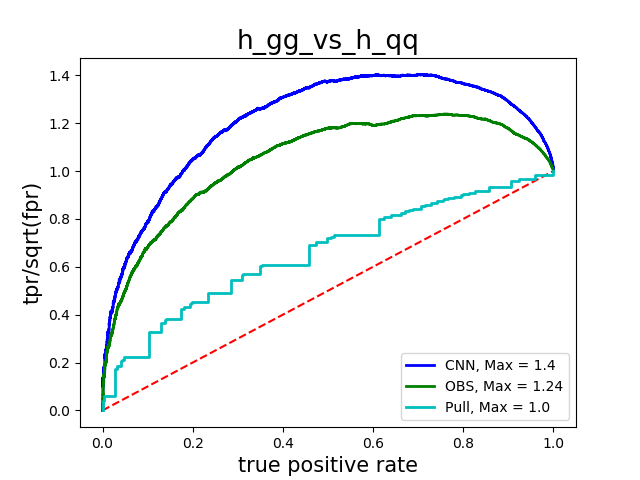 h_gg_vs_h_qq
tpr/sqrt(fpr)
1.4
1.2
1.0
0.8
0.6
0.4
0.2
0.0
0.0 0.2 0.4 0.6 0.8 1.0
true positive rate
CNN, Max = 1.4
OBS, Max = 1.24
Pull, Max = 1.0